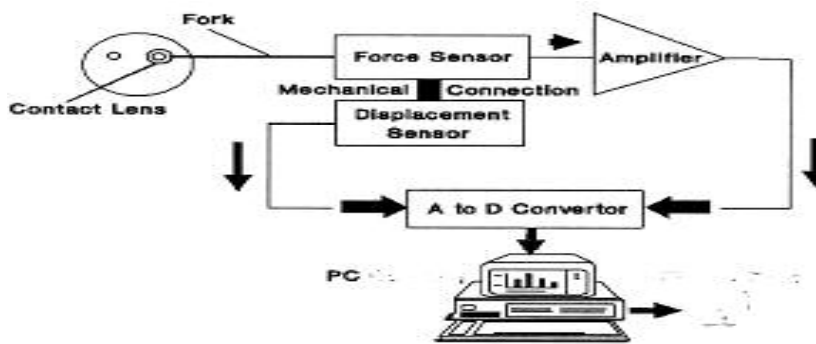 Fork
Force Sensor
Amplifier
Mechanical Connection
Contact Lens
Displacement
Sensor
A to D Convertor
PC